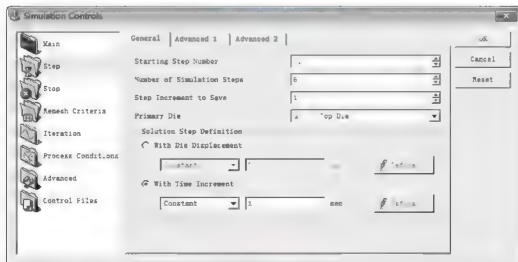 Simulation Controls
Main
Step
Stop
Remesh Criteria
Iteration
Process Conditions
Advanced
Control Files
General
Advanced 1
Advanced 2
Starting Step Number
Number of Simulation Steps
6
Step Increment to Save
1
Primary Die
Top Die
Solution Step Definition
With Die Displacement
Constant
With Time Increment
Constant
1
sec
OK
Cancel
Reset